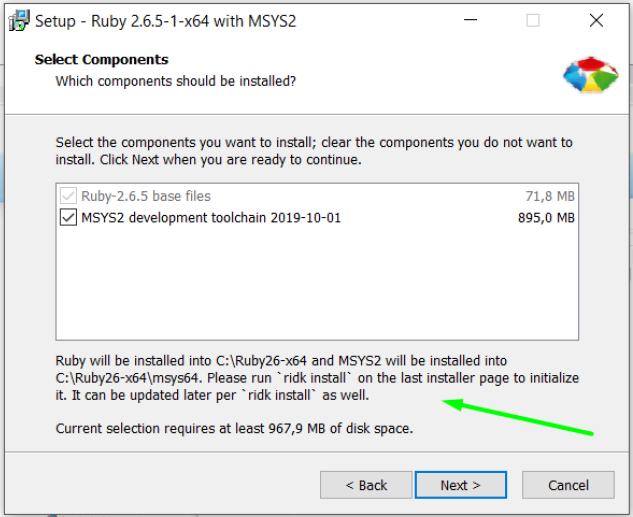 Setup - Ruby 2.6.5-1-x64 with MSYS2
Select Components
Which components should be installed?
Select the components you want to install; clear the components you do not want to
install. Click Next when you are ready to continue.
Ruby-2.6.5 base files 71,8 MB
MSYS2 development toolchain 2019-10-01 895,0 MB
Ruby will be installed into C:\Ruby26-x64 and MSYS2 will be installed into
C:\Ruby26-x64\msys64. Please run `ridk install` on the last installer page to initialize
it. It can be updated later per `ridk install` as well.
Current selection requires at least 967,9 MB of disk space.
< Back Next > Cancel